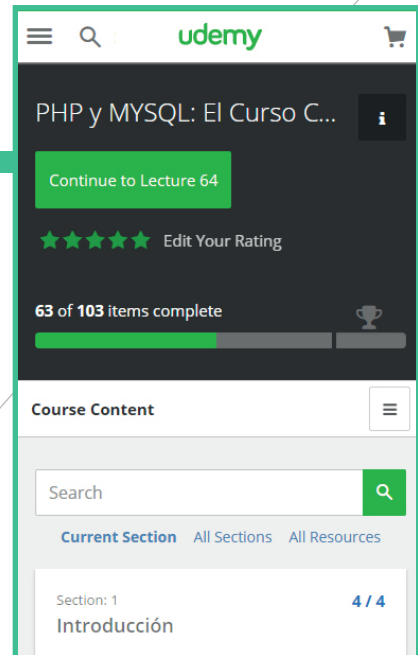 udemy
PHP y MYSQL: El Curso C...
i
Continue to Lecture 64
Edit Your Rating
63 of 103 items complete
Course Content
Search
Current Section All Sections All Resources
Section: 1 4 / 4
Introducción